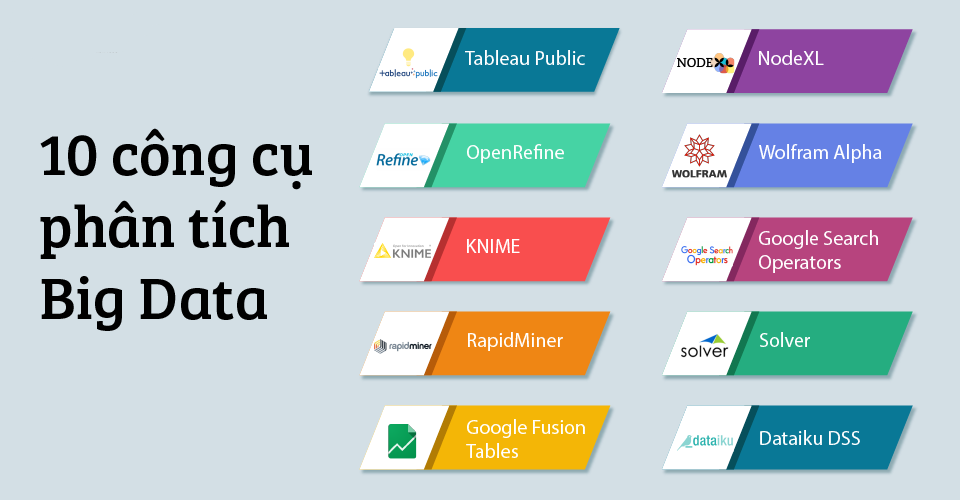 10 công cụ
phân tích
Big Data
+ableau+public
Tableau Public
OPEN
Refine
OpenRefine
KNIME
KNIME
rapidminer
RapidMiner
Google Fusion
Tables
NODEXL
NodeXL
WOLFRAM
Wolfram Alpha
Google Search
Operators
Google Search
Operators
solver
Solver
dataiku
Dataiku DSS